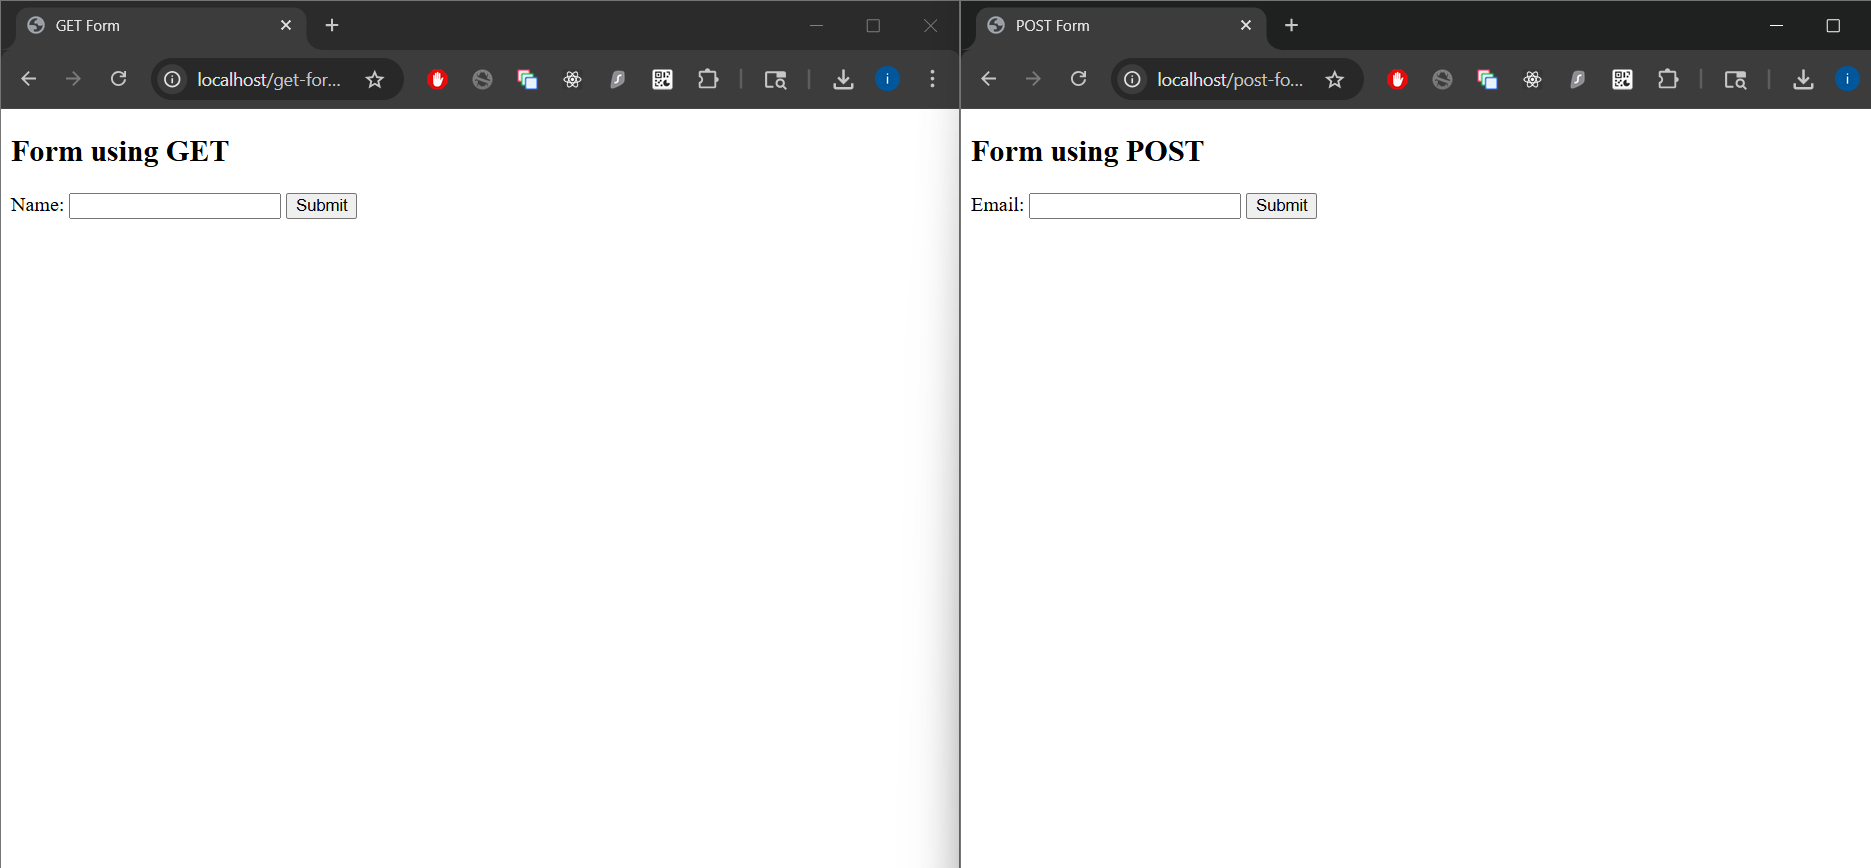 GET Form
localhost/get-for...
i
Form using GET
Name:
Submit
POST Form
localhost/post-fo...
i
Form using POST
Email:
Submit